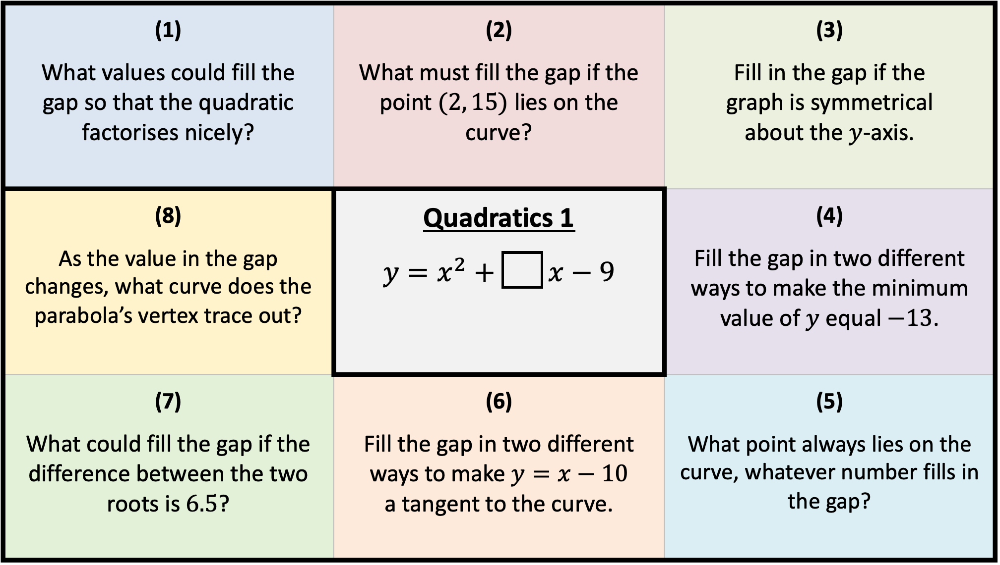 (1)
What values could fill the
gap so that the quadratic
factorises nicely?
(2)
What must fill the gap if the
point (2, 15) lies on the
curve?
(3)
Fill in the gap if the
graph is symmetrical
about the y-axis.
(8)
As the value in the gap
changes, what curve does the
parabola’s vertex trace out?
Quadratics 1
y = x² + □x − 9
(4)
Fill the gap in two different
ways to make the minimum
value of y equal −13.
(7)
What could fill the gap if the
difference between the two
roots is 6.5?
(6)
Fill the gap in two different
ways to make y = x − 10
a tangent to the curve.
(5)
What point always lies on the
curve, whatever number fills in
the gap?